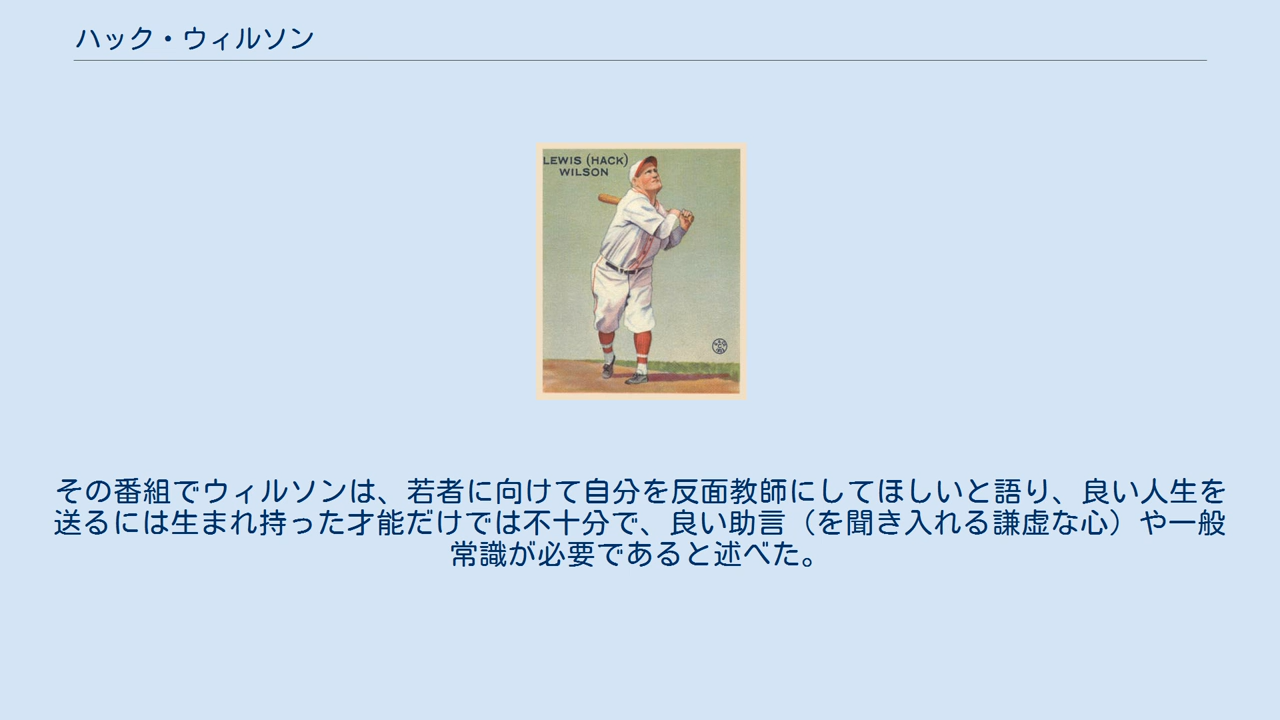 ハック・ウィルソン
LEWIS (HACK)
WILSON
その番組でウィルソンは、若者に向けて自分を反面教師にしてほしいと語り、良い人生を
送るには生まれ持った才能だけでは不十分で、良い助言（を聞き入れる謙虚な心）や一般
常識が必要であると述べた。